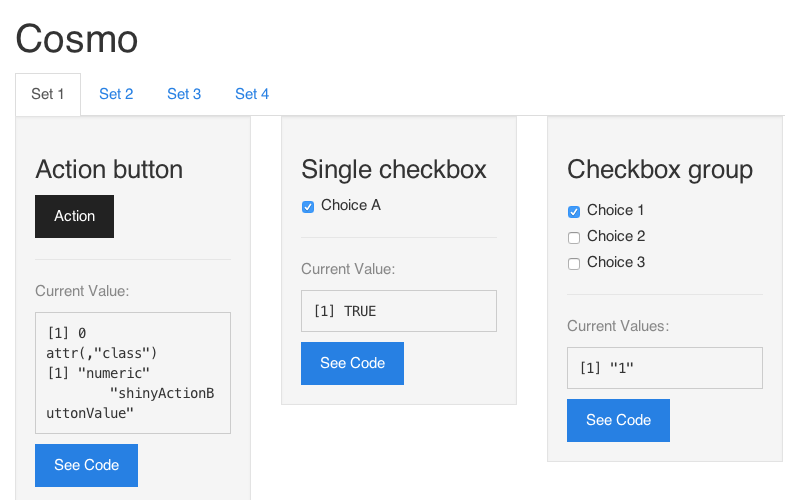 Cosmo
Set 1 Set 2 Set 3 Set 4
Action button
Action
Current Value:
[1] 0
attr(,"class")
[1] "numeric"
"shinyActionB
uttonValue"
See Code
Single checkbox
Choice A
Current Value:
[1] TRUE
See Code
Checkbox group
Choice 1
Choice 2
Choice 3
Current Values:
[1] "1"
See Code